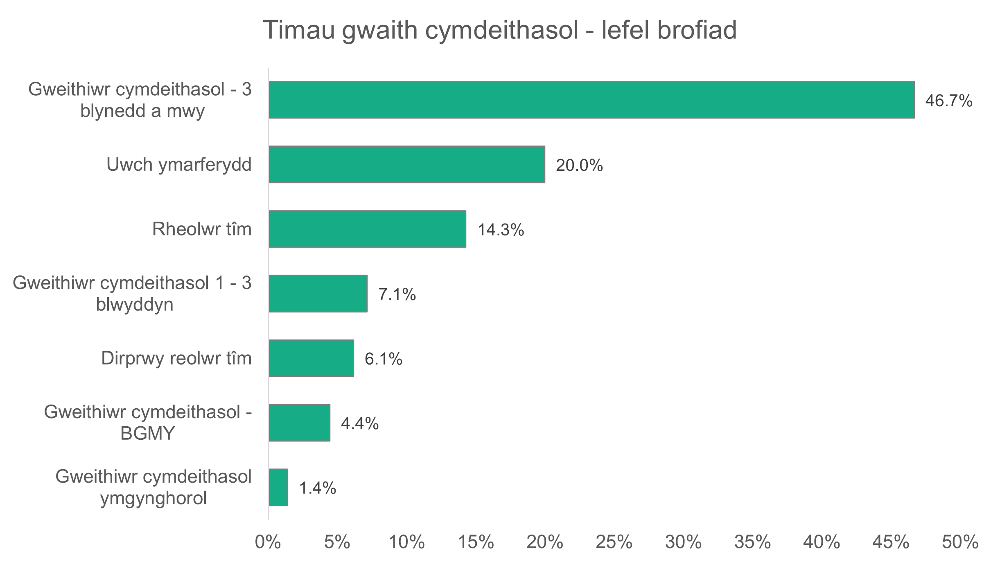 Timau gwaith cymdeithasol - lefel brofiad
Gweithiwr cymdeithasol - 3
blynedd a mwy
46.7%
Uwch ymarferydd
20.0%
Rheolwr tîm
14.3%
Gweithiwr cymdeithasol 1 - 3
blwyddyn
7.1%
Dirprwy reolwr tîm
6.1%
Gweithiwr cymdeithasol -
BGMY
4.4%
Gweithiwr cymdeithasol
ymgynghorol
1.4%
0% 5% 10% 15% 20% 25% 30% 35% 40% 45% 50%